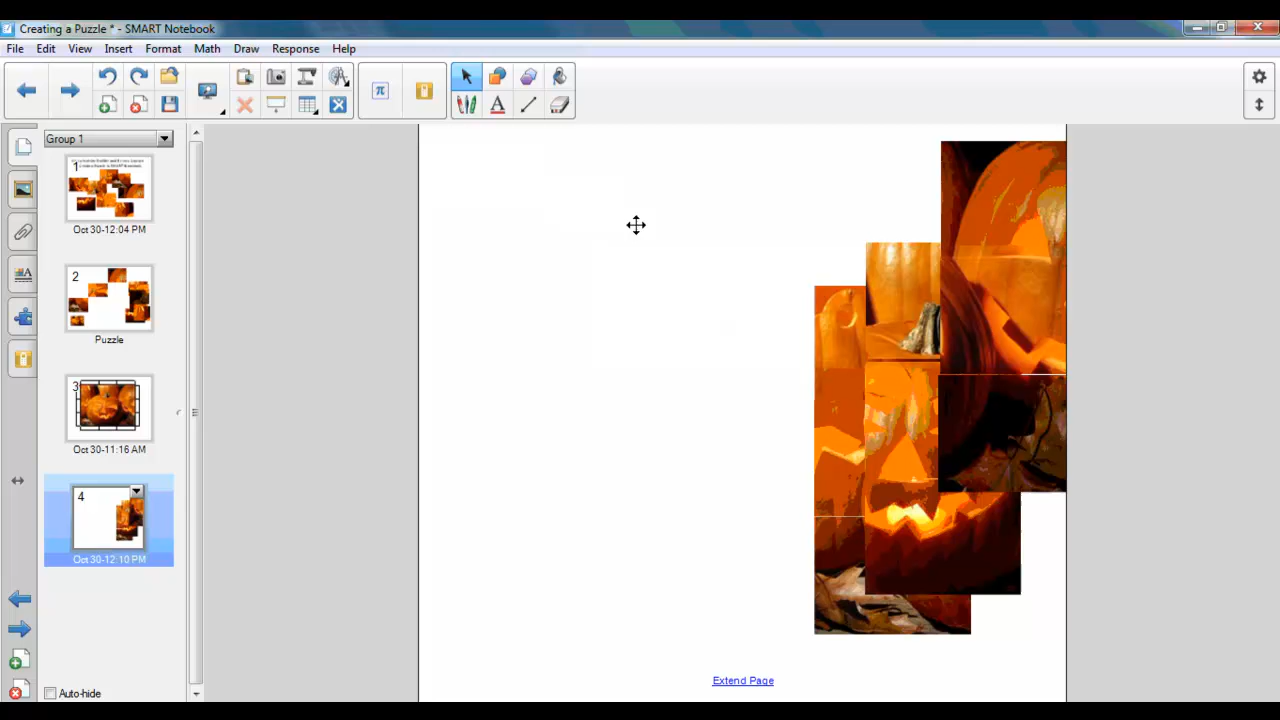 Creating a Puzzle * - SMART Notebook
File Edit View Insert Format Math Draw Response Help
Group 1
1
Oct 30-12:04 PM
2
Puzzle
3
Oct 30-11:16 AM
4
Oct 30-12:10 PM
Extend Page
Auto-hide